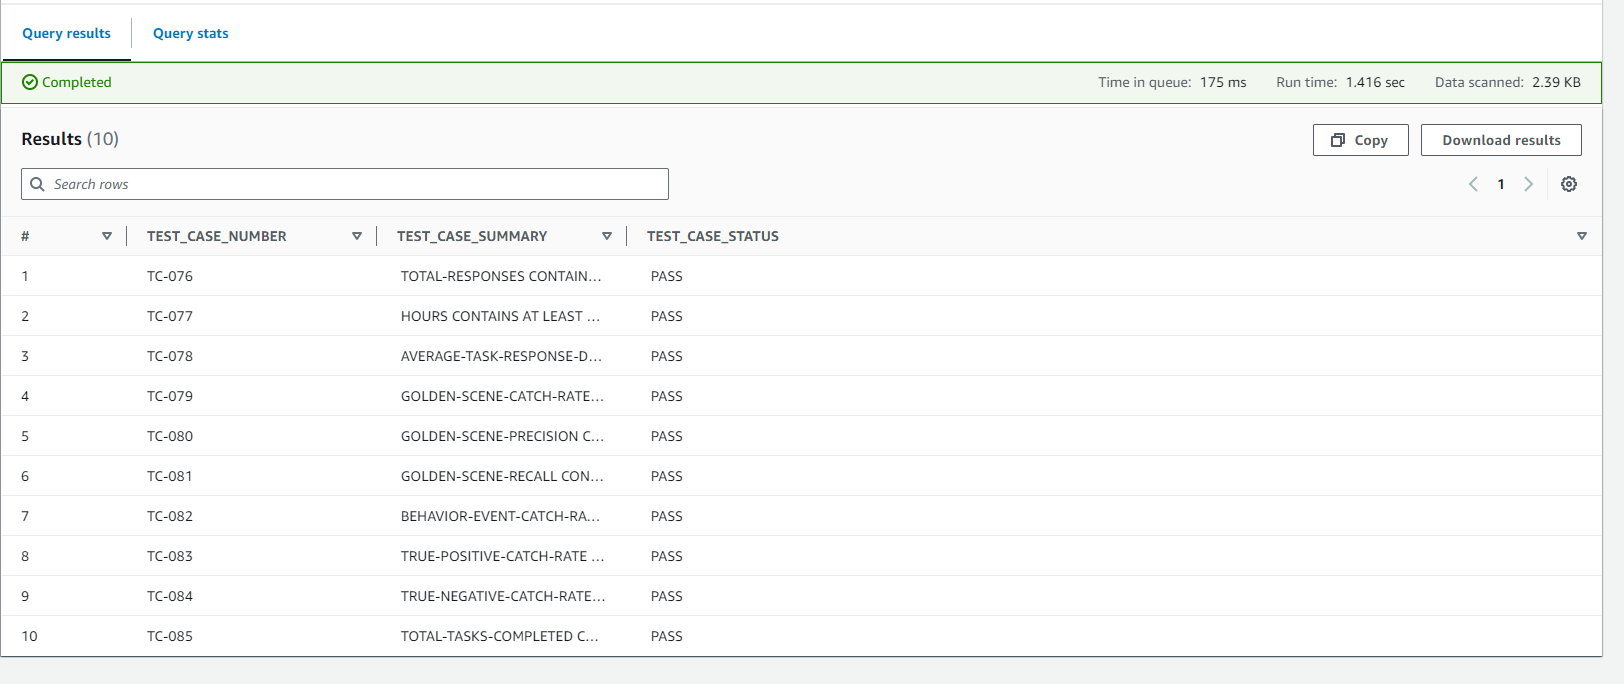 Query results Query stats
Completed Time in queue: 175 ms Run time: 1.416 sec Data scanned: 2.39 KB
Results (10) Copy Download results
Search rows 1
# TEST_CASE_NUMBER TEST_CASE_SUMMARY TEST_CASE_STATUS
1 TC-076 TOTAL-RESPONSES CONTAIN... PASS
2 TC-077 HOURS CONTAINS AT LEAST ... PASS
3 TC-078 AVERAGE-TASK-RESPONSE-D... PASS
4 TC-079 GOLDEN-SCENE-CATCH-RATE... PASS
5 TC-080 GOLDEN-SCENE-PRECISION C... PASS
6 TC-081 GOLDEN-SCENE-RECALL CON... PASS
7 TC-082 BEHAVIOR-EVENT-CATCH-RA... PASS
8 TC-083 TRUE-POSITIVE-CATCH-RATE ... PASS
9 TC-084 TRUE-NEGATIVE-CATCH-RATE... PASS
10 TC-085 TOTAL-TASKS-COMPLETED C... PASS